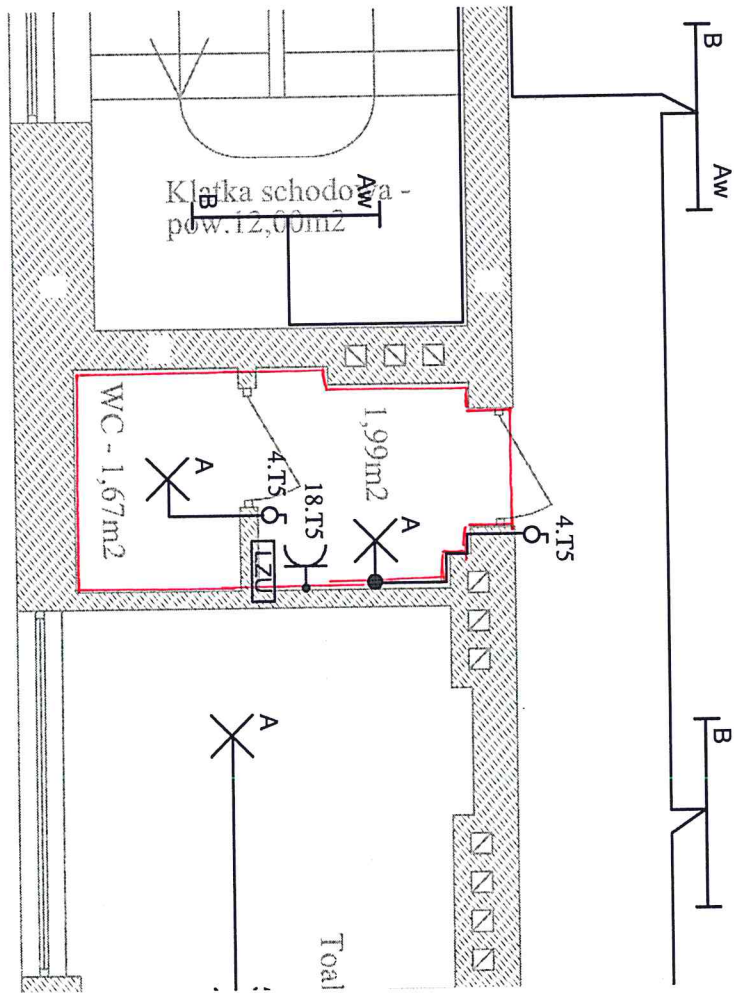 B
Aw
Klatka schodowa -
pow.12,00m2
Aw
B
WC - 1,67m2
1,99m2
A
4.T5
18.T5
A
4.T5
LZU
A
B
Toal